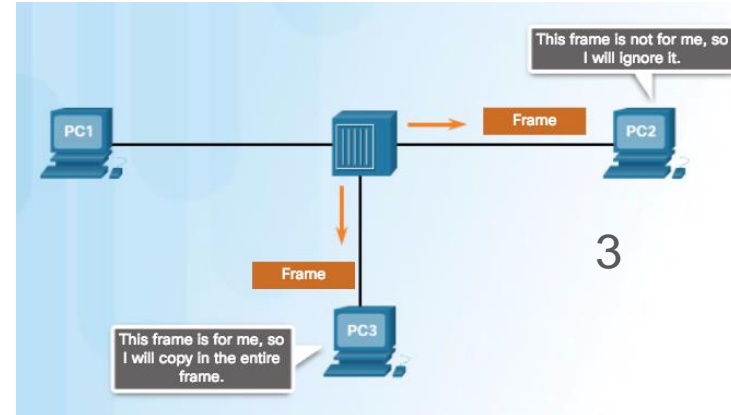 This frame is not for me, so
I will ignore it.
PC1
Frame
PC2
3
Frame
PC3
This frame is for me, so
I will copy in the entire
frame.